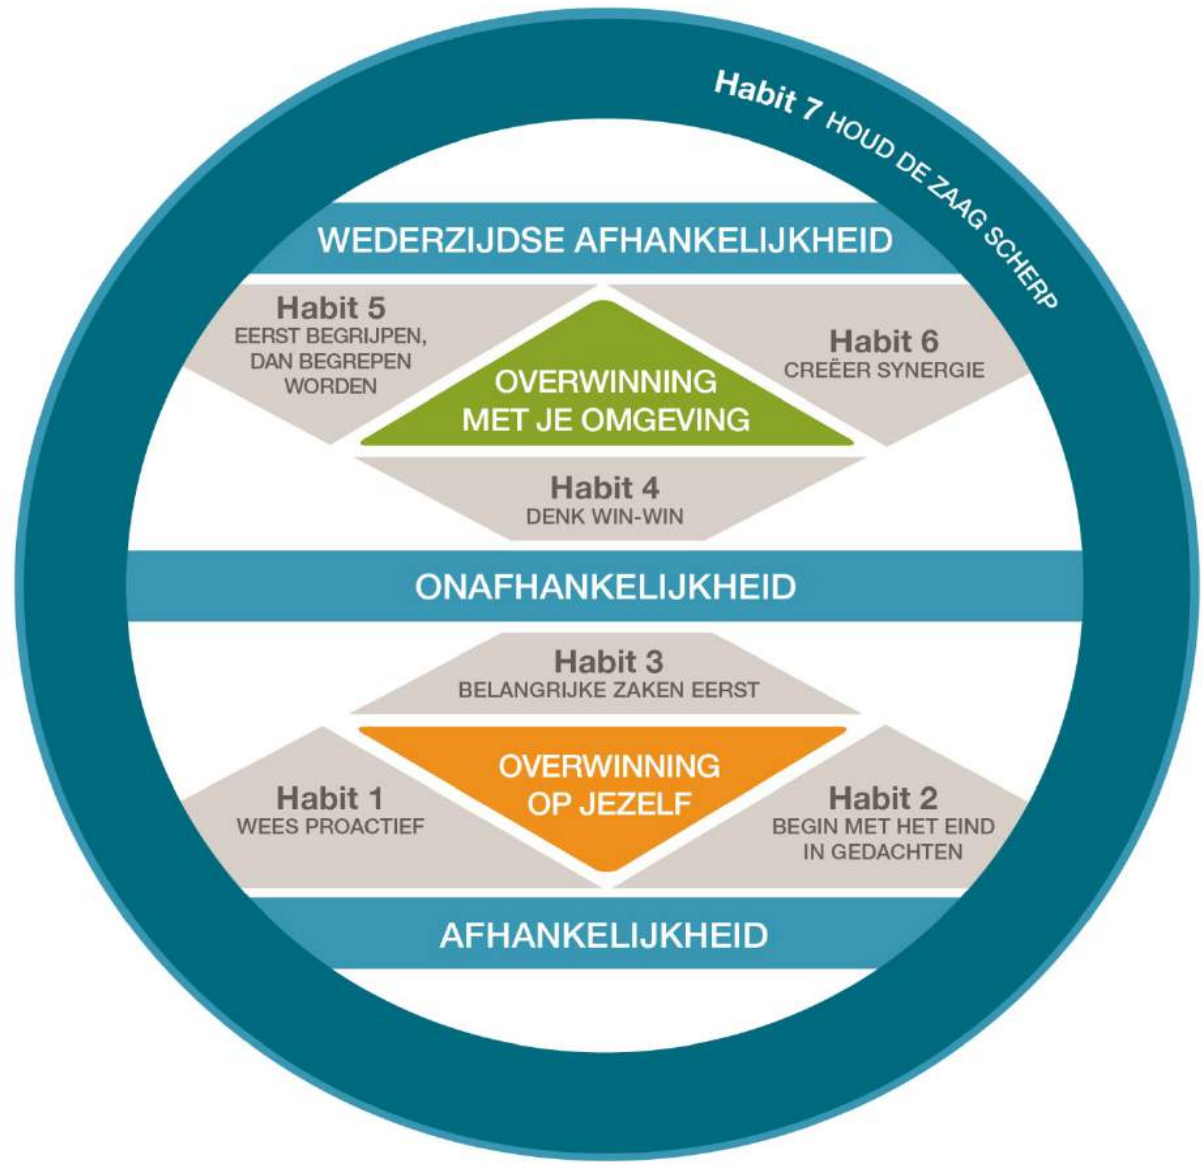 Habit 7 HOUD DE ZAAG SCHERP
WEDERZIJDSE AFHANKELIJKHEID
Habit 5
EERST BEGRIJPEN,
DAN BEGREPEN
WORDEN
OVERWINNING
MET JE OMGEVING
Habit 6
CREËER SYNERGIE
Habit 4
DENK WIN-WIN
ONAFHANKELIJKHEID
Habit 3
BELANGRIJKE ZAKEN EERST
Habit 1
WEES PROACTIEF
OVERWINNING
OP JEZELF
Habit 2
BEGIN MET HET EIND
IN GEDACHTEN
AFHANKELIJKHEID